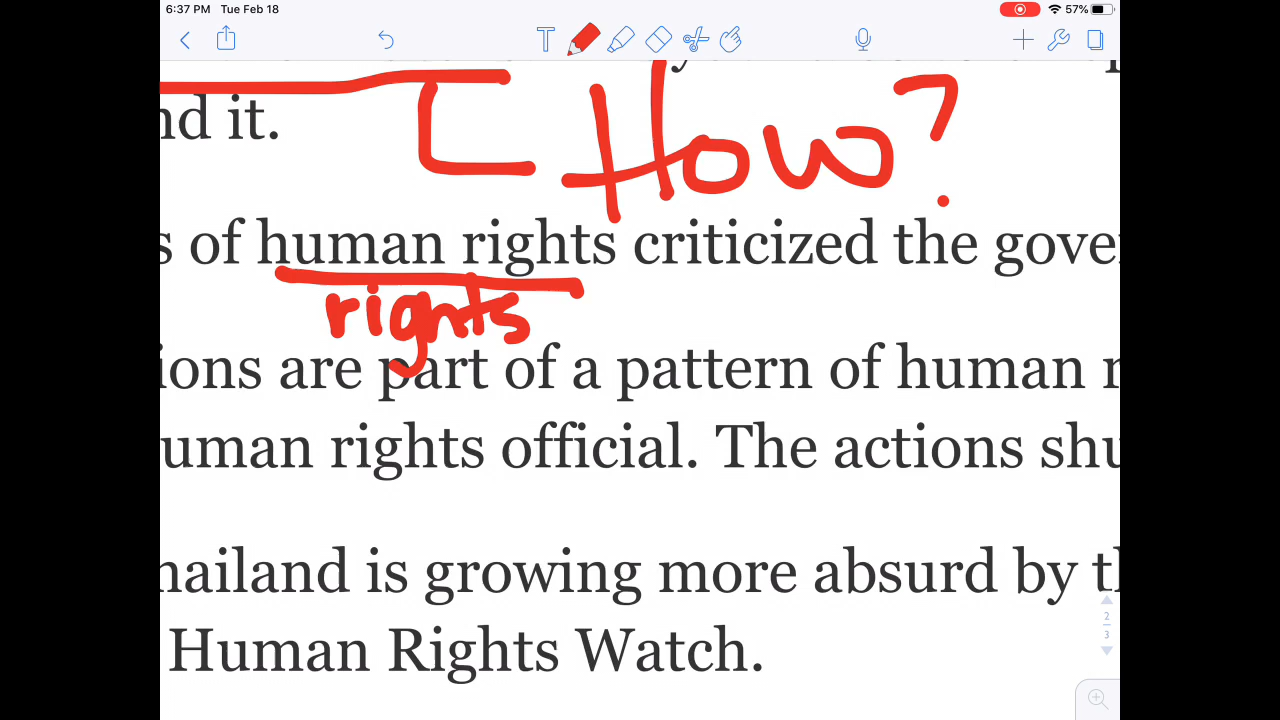 6:37 PM Tue Feb 18
57%
T
nd it.
How?
s of human rights criticized the gove
rights
ions are part of a pattern of human
uman rights official. The actions shu
hailand is growing more absurd by t
2
3
Human Rights Watch.